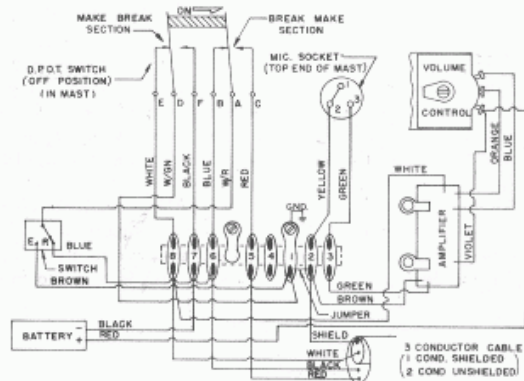 ON
MAKE BREAK
SECTION
BREAK MAKE
SECTION
D.P.D.T. SWITCH
(OFF POSITION)
(IN MAST)
MIC. SOCKET
(TOP END OF MAST)
VOLUME
CONTROL
E D F B A C
1
2 3
WHITE
W/GN
BLACK
BLUE
W/R
RED
YELLOW
GREEN
ORANGE
BLUE
WHITE
VIOLET
GND.
AMPLIFIER
E R
BLUE
SWITCH
BROWN
8 7 6 5 4 1 2 3
GREEN
BROWN
JUMPER
BATTERY
- BLACK
+ RED
SHIELD
WHITE
BLACK
RED
3 CONDUCTOR CABLE
(1 COND. SHIELDED)
(2 COND UNSHIELDED)